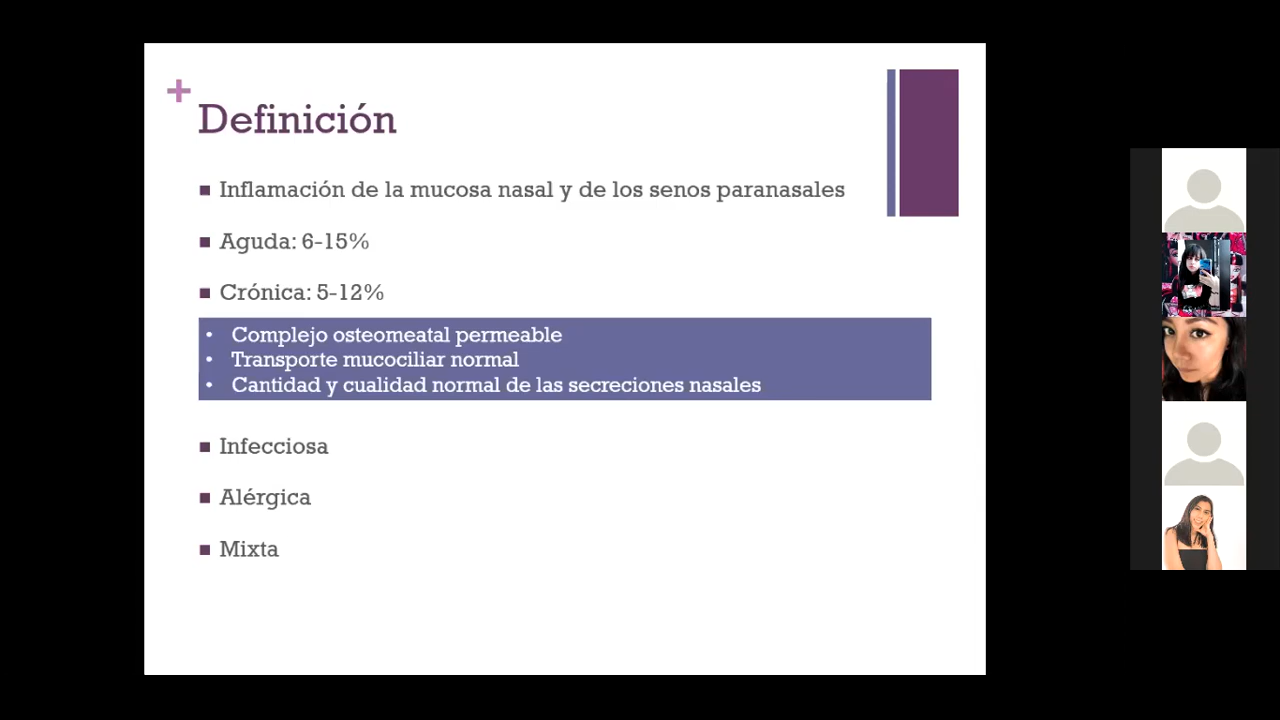 Definición
Inflamación de la mucosa nasal y de los senos paranasales
Aguda: 6-15%
Crónica: 5-12%
Complejo osteomeatal permeable
Transporte mucociliar normal
Cantidad y cualidad normal de las secreciones nasales
Infecciosa
Alérgica
Mixta